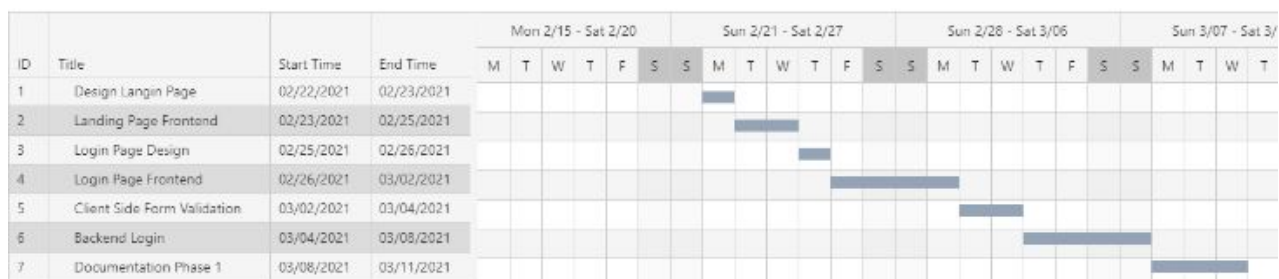 Mon 2/15 - Sat 2/20 Sun 2/21 - Sat 2/27 Sun 2/28 - Sat 3/06 Sun 3/07 - Sat 3/
ID Title Start Time End Time M T W T F S S M T W T F S S M T W T F S S M T W T
1 Design Langin Page 02/22/2021 02/23/2021
2 Landing Page Frontend 02/23/2021 02/25/2021
3 Login Page Design 02/25/2021 02/26/2021
4 Login Page Frontend 02/26/2021 03/02/2021
5 Client Side Form Validation 03/02/2021 03/04/2021
6 Backend Login 03/04/2021 03/08/2021
7 Documentation Phase 1 03/08/2021 03/11/2021